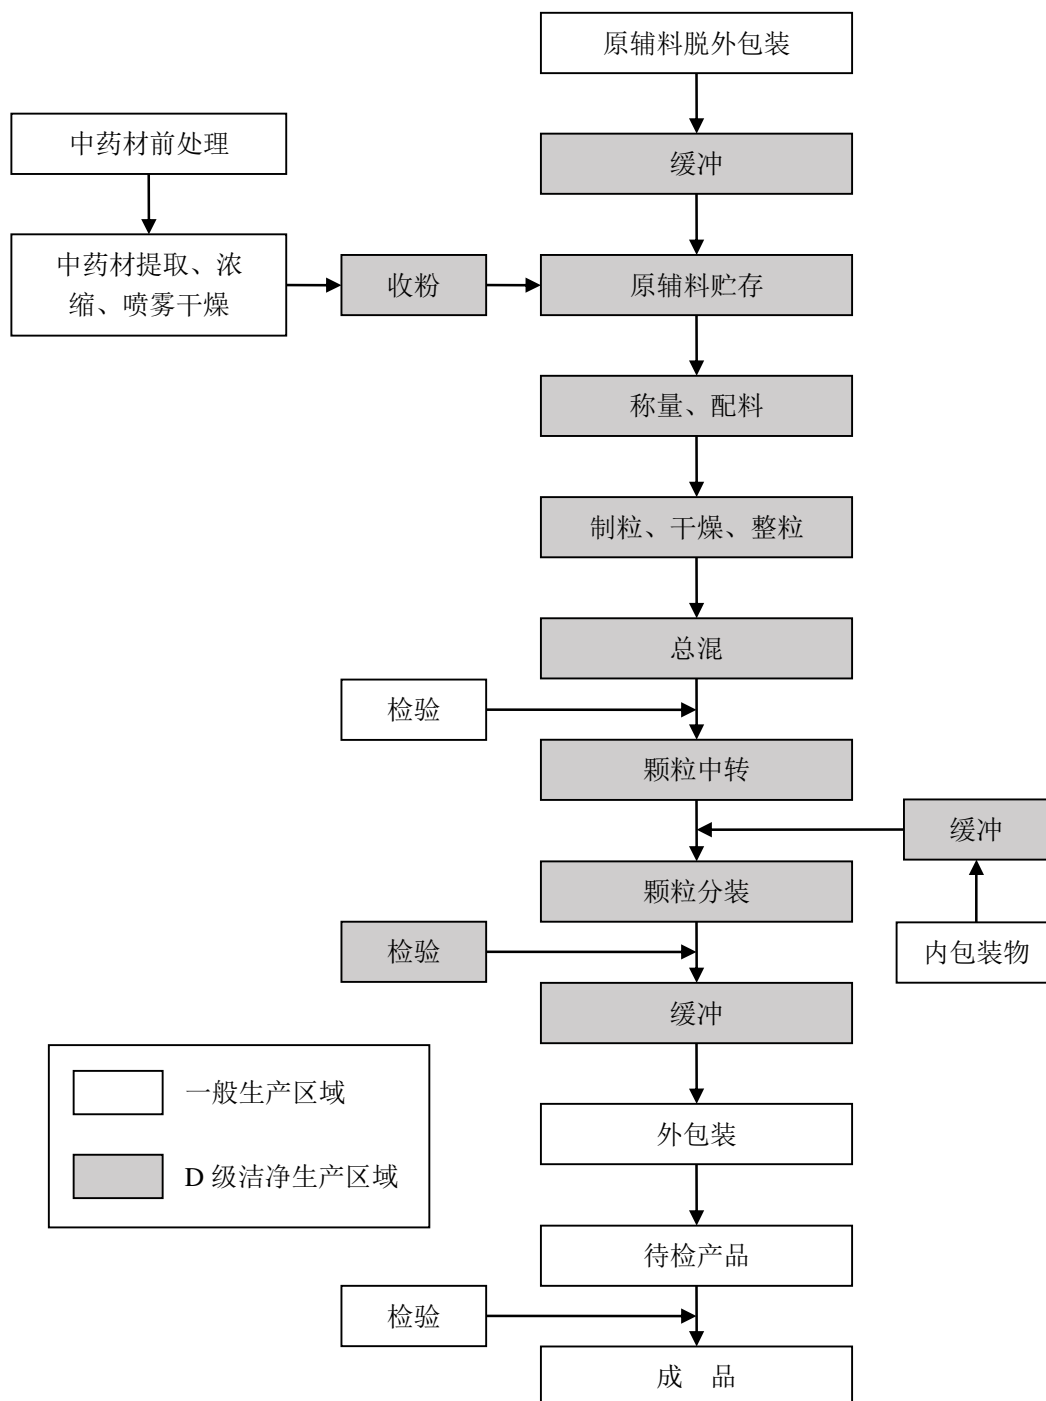 原辅料脱外包装
中药材前处理
缓冲
中药材提取、浓
缩、喷雾干燥
收粉
原辅料贮存
称量、配料
制粒、干燥、整粒
总混
检验
颗粒中转
缓冲
颗粒分装
检验
内包装物
缓冲
一般生产区域
外包装
D 级洁净生产区域
待检产品
检验
成 品